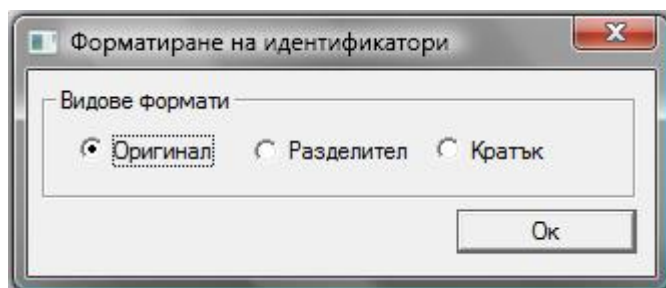 Форматиране на идентификатори
Видове формати
Оригинал Разделител Кратък
Ок